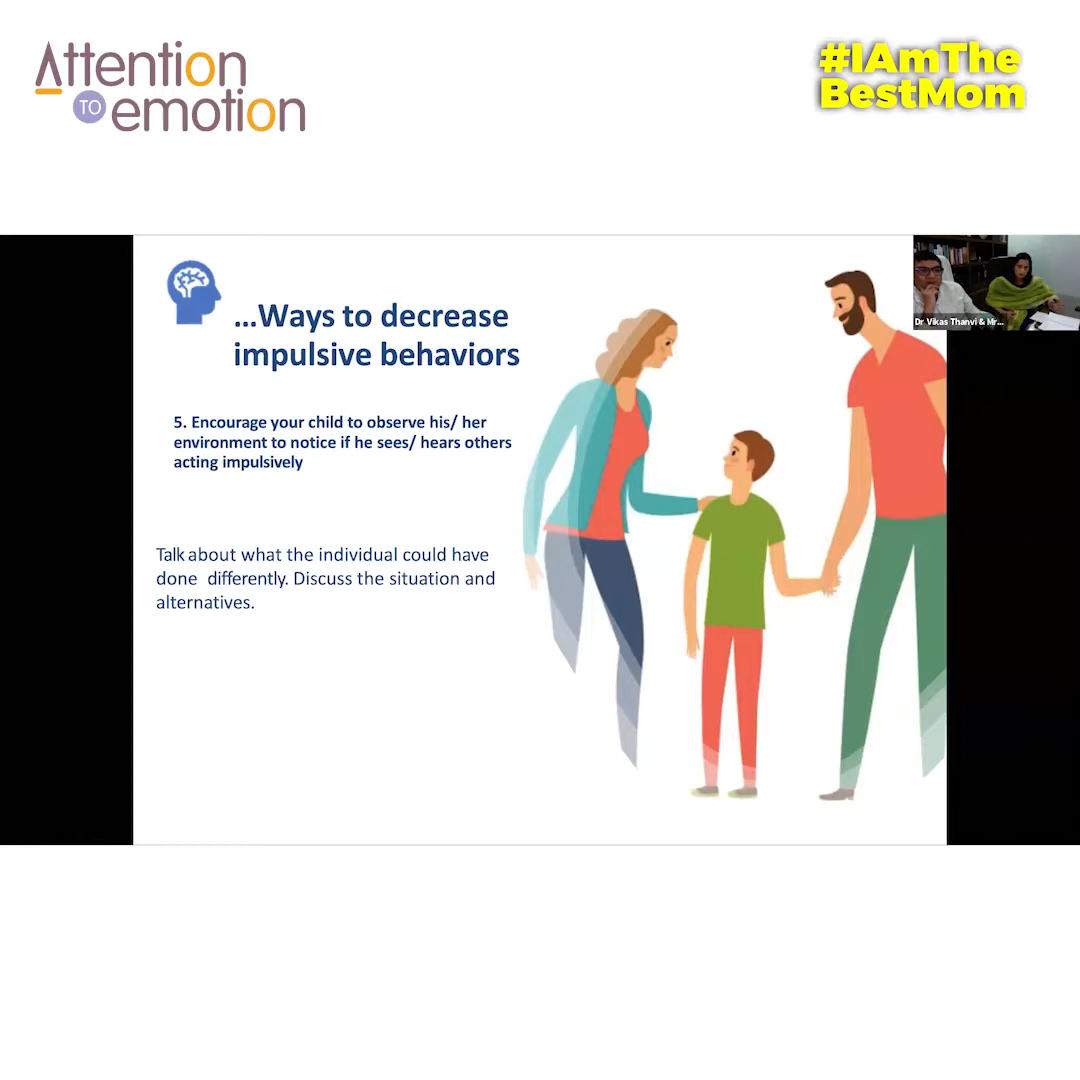 Attention
TO emotion
#IAmThe
BestMom
Dr Vikas Thanvi & Mr...
...Ways to decrease
impulsive behaviors
5. Encourage your child to observe his/ her
environment to notice if he sees/ hears others
acting impulsively
Talk about what the individual could have
done  differently. Discuss the situation and
alternatives.